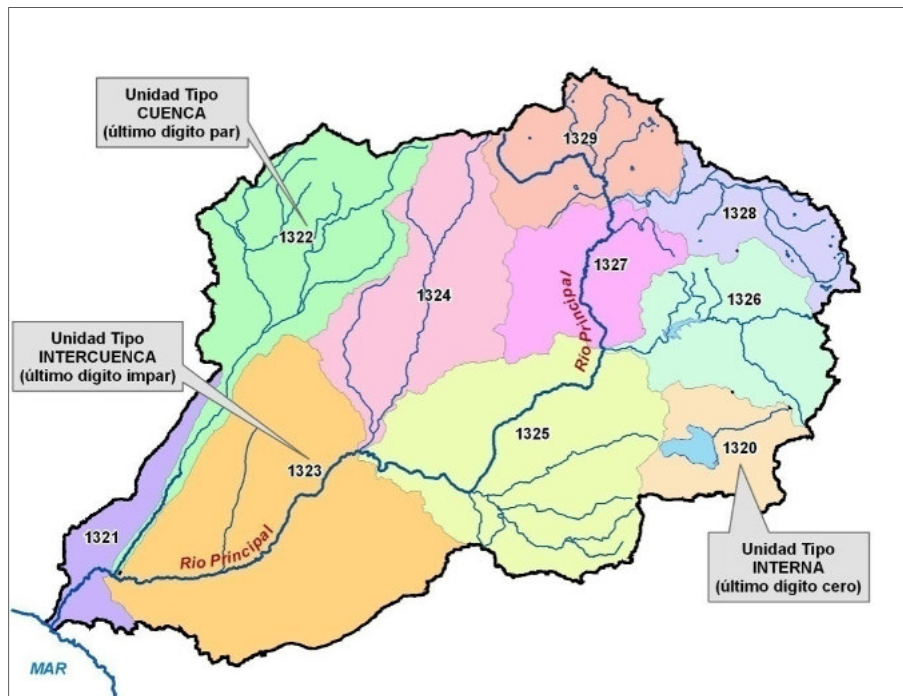 Unidad Tipo
CUENCA
(último dígito par)
1329
1328
1322
1327
1324
1326
Rio Principal
Unidad Tipo
INTERCUENCA
(último dígito impar)
1325
1320
1323
1321
Rio Principal
Unidad Tipo
INTERNA
(último dígito cero)
MAR